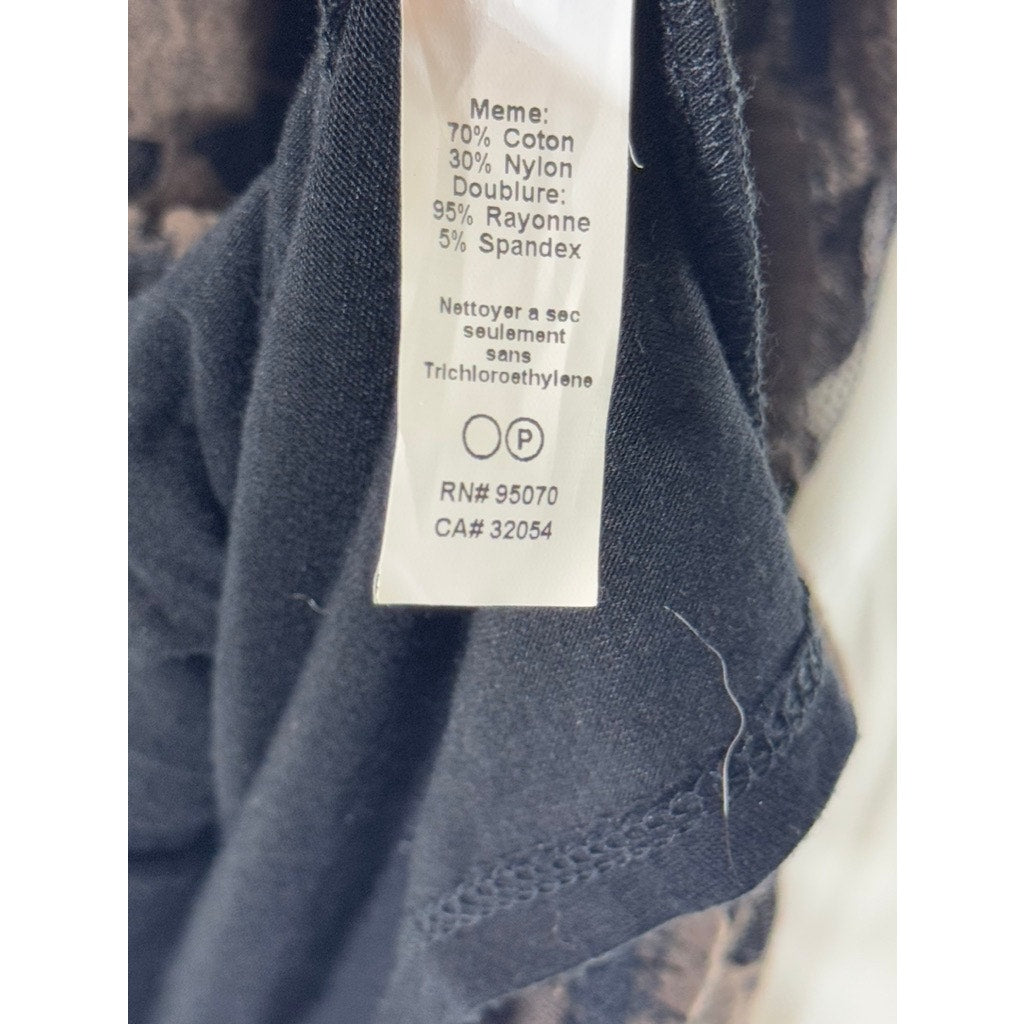 Meme:
70% Coton
30% Nylon
Doublure:
95% Rayonne
5% Spandex
Nettoyer a sec
seulement
sans
Trichloroethylene
P
RN# 95070
CA# 32054